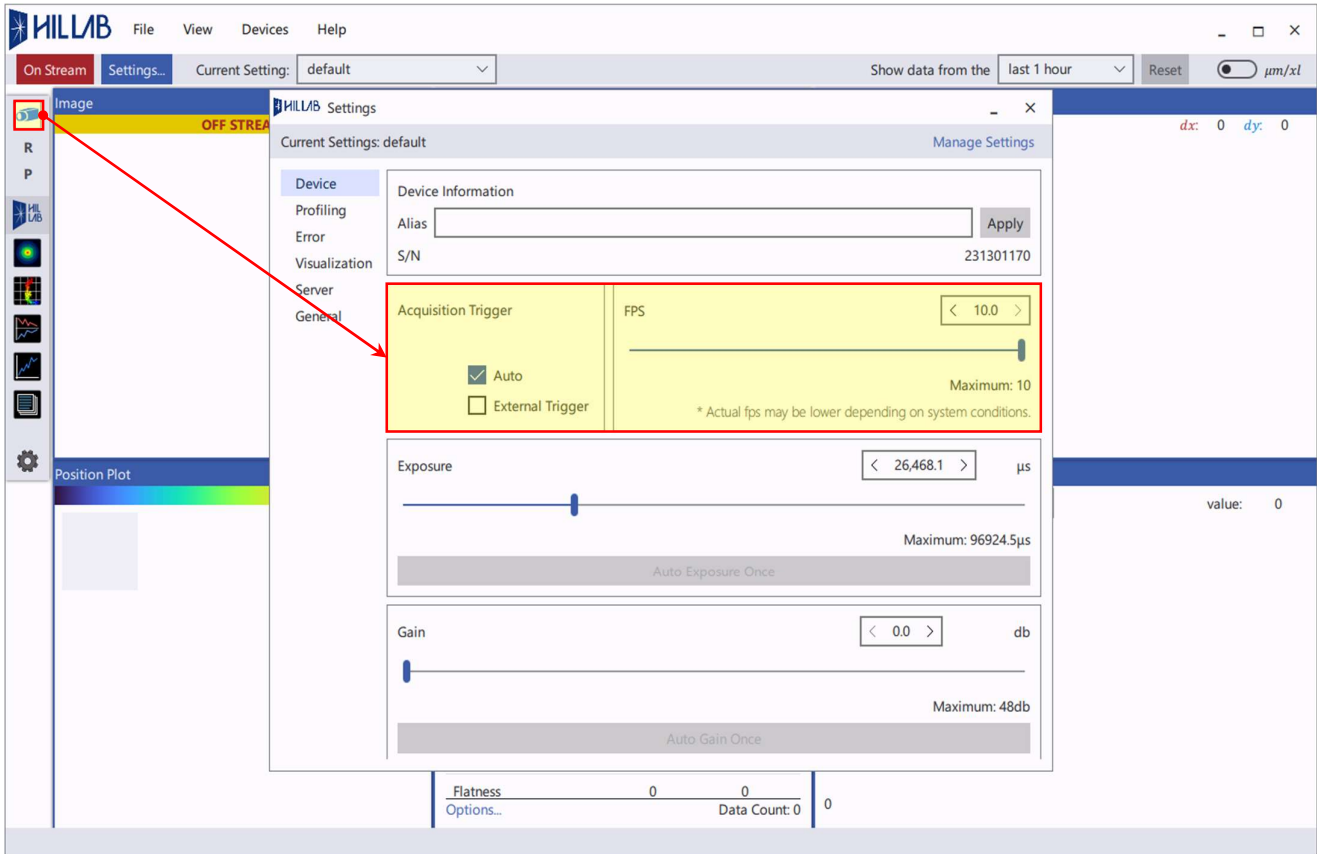 HILLAB File View Devices Help
On Stream Settings... Current Setting: default Show data from the last 1 hour Reset μm/xl
Image
OFF STREA
dx: 0 dy: 0
R
P
HIL
LAB
HILLAB Settings
Current Settings: default Manage Settings
Device
Profiling
Error
Visualization
Server
General
Device Information
Alias Apply
S/N 231301170
Acquisition Trigger
Auto
External Trigger
FPS 10.0
Maximum: 10
* Actual fps may be lower depending on system conditions.
Exposure 26,468.1 μs
Maximum: 96924.5μs
Auto Exposure Once
Gain 0.0 db
Maximum: 48db
Auto Gain Once
Position Plot
value: 0
Flatness 0 0
Options... Data Count: 0
0